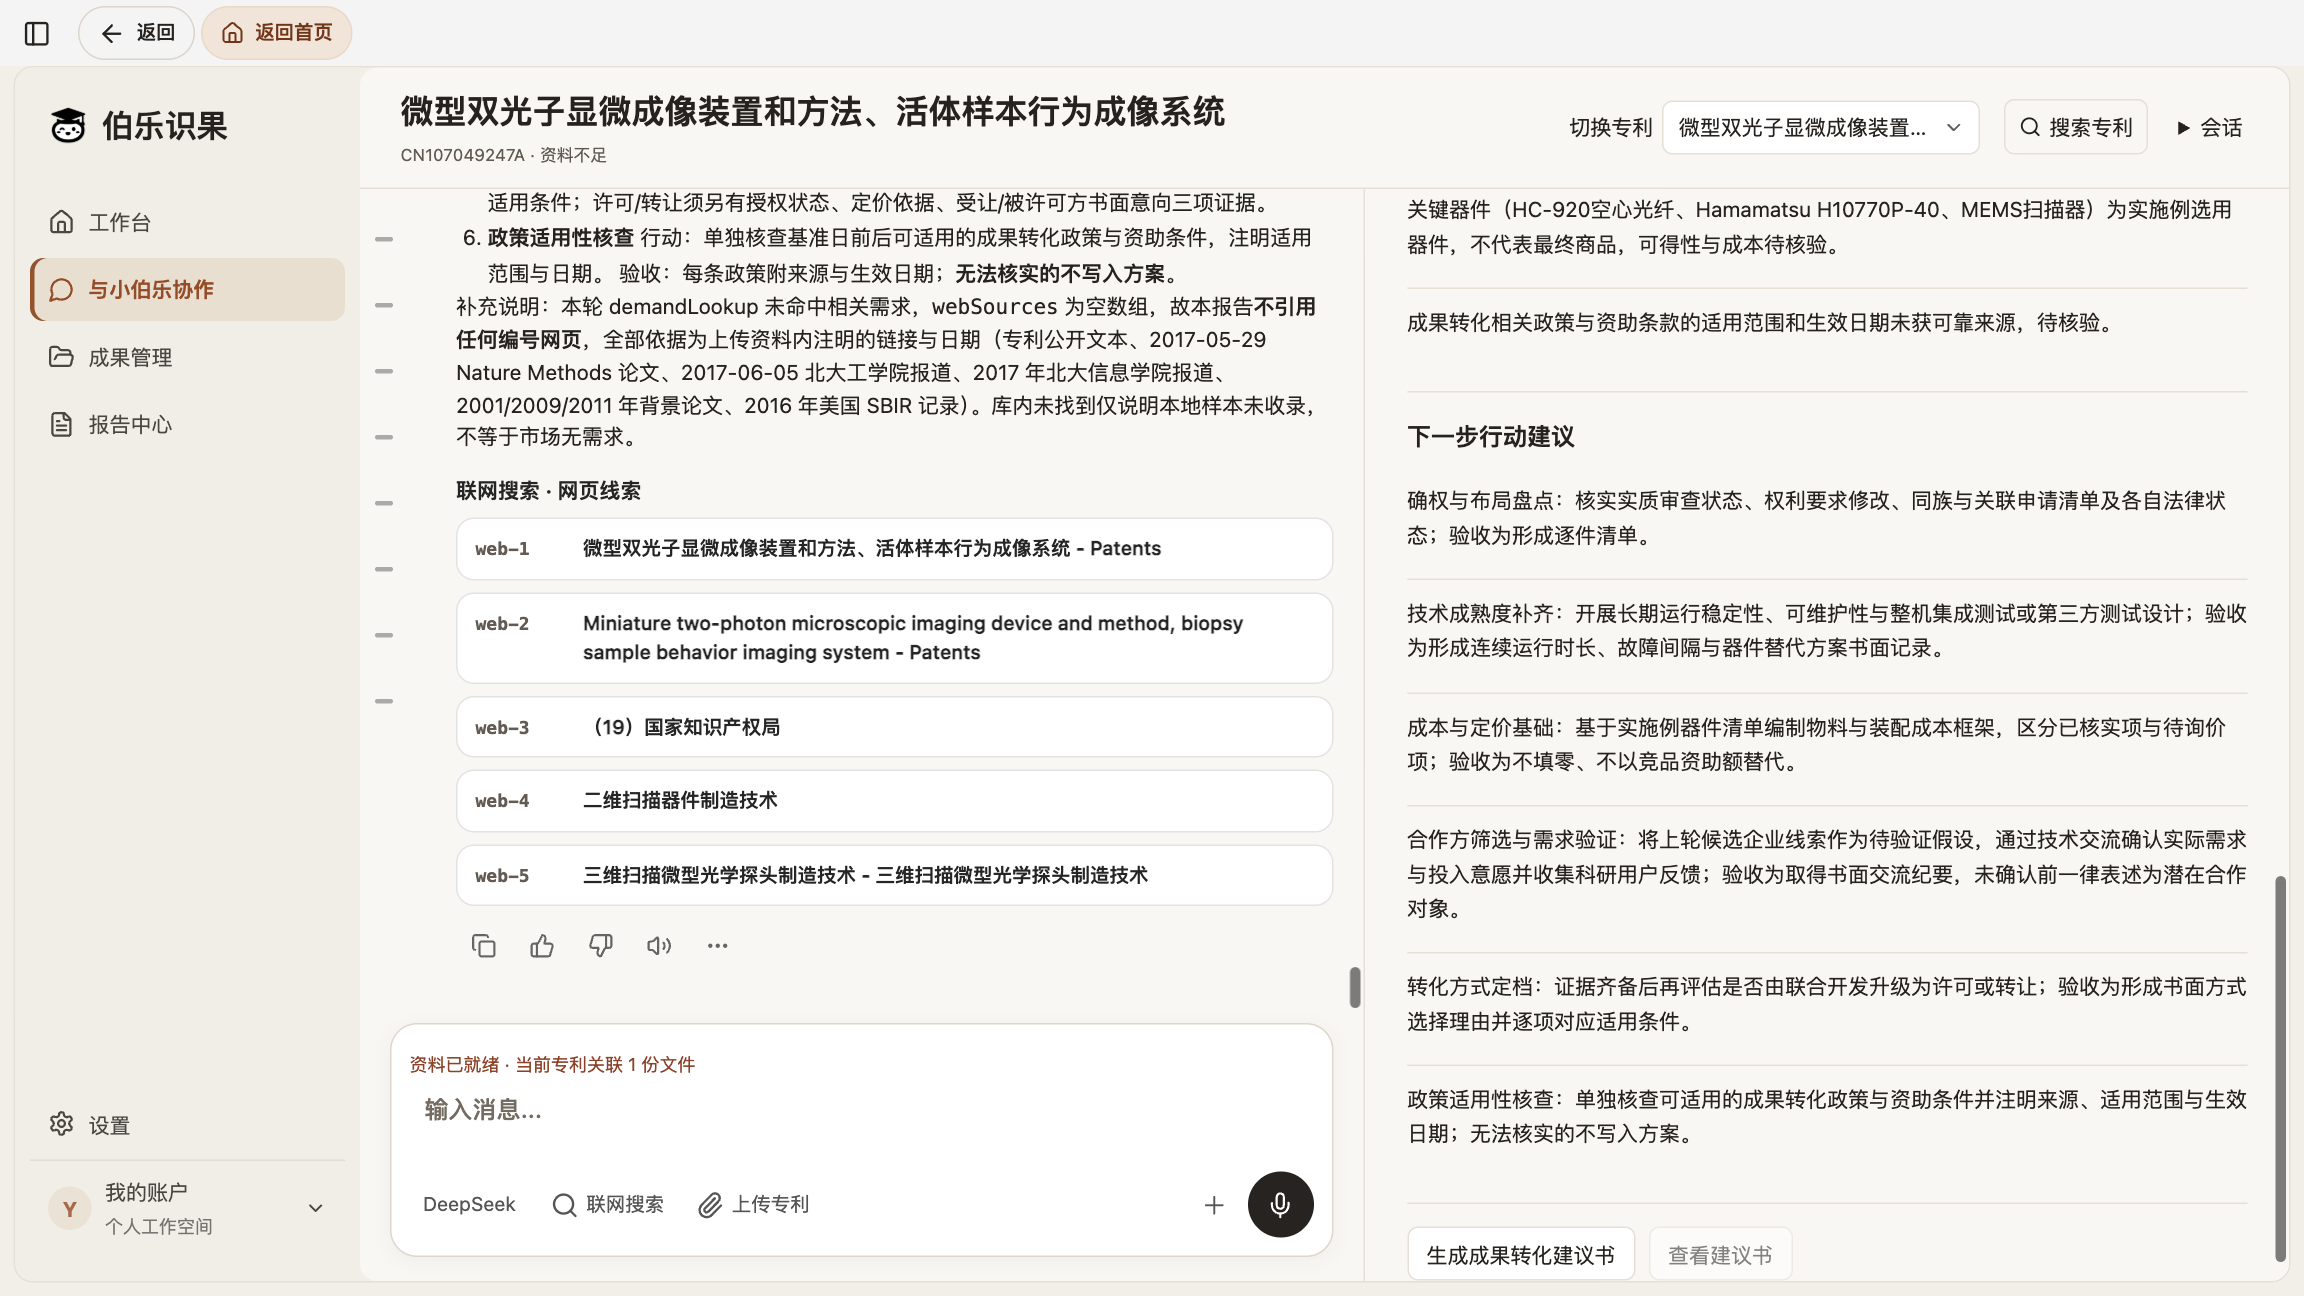 返回
返回首页
伯乐识果
工作台
与小伯乐协作
成果管理
报告中心
设置
Y
我的账户
个人工作空间
微型双光子显微成像装置和方法、活体样本行为成像系统
CN107049247A · 资料不足
切换专利
微型双光子显微成像装置...
搜索专利
会话
适用条件；许可/转让须另有授权状态、定价依据、受让/被许可方书面意向三项证据。
6. 政策适用性核查 行动：单独核查基准日前后可适用的成果转化政策与资助条件，注明适用
范围与日期。 验收：每条政策附来源与生效日期；无法核实的不写入方案。
补充说明：本轮 demandLookup 未命中相关需求，webSources 为空数组，故本报告不引用
任何编号网页，全部依据为上传资料内注明的链接与日期（专利公开文本、2017-05-29
Nature Methods 论文、2017-06-05 北大工学院报道、2017 年北大信息学院报道、
2001/2009/2011 年背景论文、2016 年美国 SBIR 记录）。库内未找到仅说明本地样本未收录，
不等于市场无需求。
联网搜索 · 网页线索
web-1 微型双光子显微成像装置和方法、活体样本行为成像系统 - Patents
web-2 Miniature two-photon microscopic imaging device and method, biopsy
sample behavior imaging system - Patents
web-3 （19）国家知识产权局
web-4 二维扫描器件制造技术
web-5 三维扫描微型光学探头制造技术 - 三维扫描微型光学探头制造技术
资料已就绪 · 当前专利关联 1 份文件
输入消息...
DeepSeek
联网搜索
上传专利
关键器件（HC-920空心光纤、Hamamatsu H10770P-40、MEMS扫描器）为实施例选用
器件，不代表最终商品，可得性与成本待核验。
成果转化相关政策与资助条款的适用范围和生效日期未获可靠来源，待核验。
下一步行动建议
确权与布局盘点：核实实质审查状态、权利要求修改、同族与关联申请清单及各自法律状
态；验收为形成逐件清单。
技术成熟度补齐：开展长期运行稳定性、可维护性与整机集成测试或第三方测试设计；验收
为形成连续运行时长、故障间隔与器件替代方案书面记录。
成本与定价基础：基于实施例器件清单编制物料与装配成本框架，区分已核实项与待询价
项；验收为不填零、不以竞品资助额替代。
合作方筛选与需求验证：将上轮候选企业线索作为待验证假设，通过技术交流确认实际需求
与投入意愿并收集科研用户反馈；验收为取得书面交流纪要，未确认前一律表述为潜在合作
对象。
转化方式定档：证据齐备后再评估是否由联合开发升级为许可或转让；验收为形成书面方式
选择理由并逐项对应适用条件。
政策适用性核查：单独核查可适用的成果转化政策与资助条件并注明来源、适用范围与生效
日期；无法核实的不写入方案。
生成成果转化建议书
查看建议书